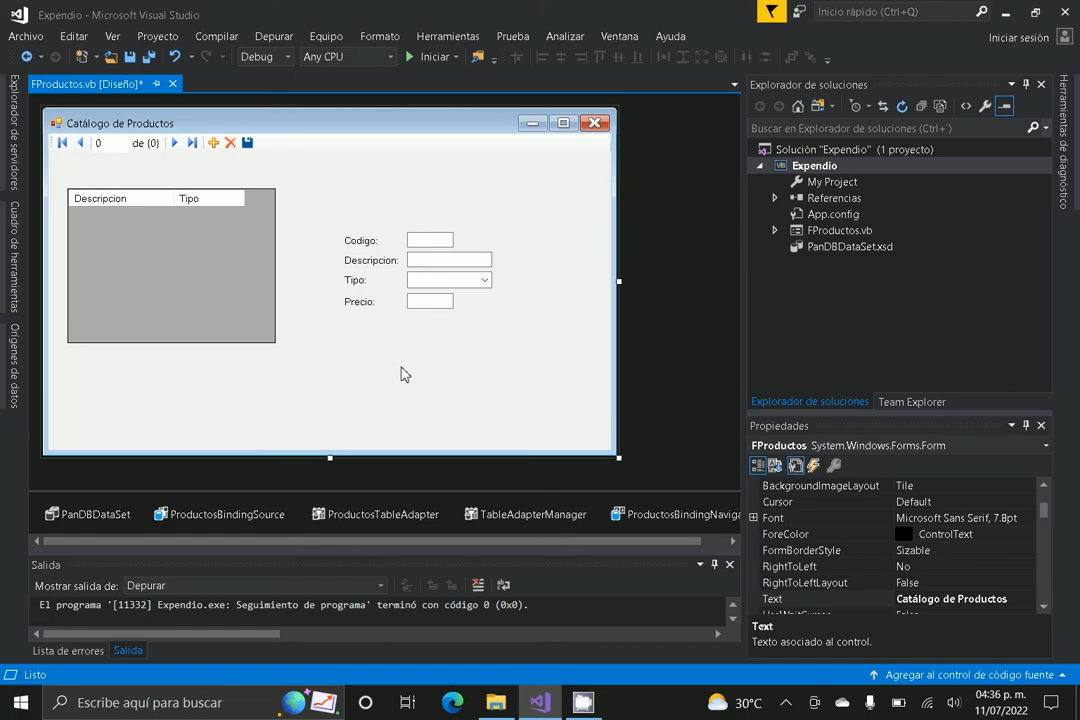 Expendio - Microsoft Visual Studio
Inicio rápido (Ctrl+Q)
Archivo Editar Ver Proyecto Compilar Depurar Equipo Formato Herramientas Prueba Analizar Ventana Ayuda
Iniciar sesión
Debug Any CPU Iniciar
FProductos.vb [Diseño]*
Explorador de servidores
Cuadro de herramientas
Orígenes de datos
Catálogo de Productos
0 de {0}
Descripcion Tipo
Codigo:
Descripcion:
Tipo:
Precio:
PanDBDataSet ProductosBindingSource ProductosTableAdapter TableAdapterManager ProductosBindingNaviga
Salida
Mostrar salida de: Depurar
El programa '[11332] Expendio.exe: Seguimiento de programa' terminó con código 0 (0x0).
Lista de errores Salida
Explorador de soluciones
Buscar en Explorador de soluciones (Ctrl+´)
Solución "Expendio" (1 proyecto)
VB Expendio
My Project
Referencias
App.config
FProductos.vb
PanDBDataSet.xsd
Explorador de soluciones Team Explorer
Herramientas de diagnóstico
Propiedades
FProductos System.Windows.Forms.Form
BackgroundImageLayout Tile
Cursor Default
Font Microsoft Sans Serif, 7.8pt
ForeColor ControlText
FormBorderStyle Sizable
RightToLeft No
RightToLeftLayout False
Text Catálogo de Productos
UseWaitCursor False
Text
Texto asociado al control.
Listo
Agregar al control de código fuente
Escribe aquí para buscar
30°C
04:36 p. m.
11/07/2022